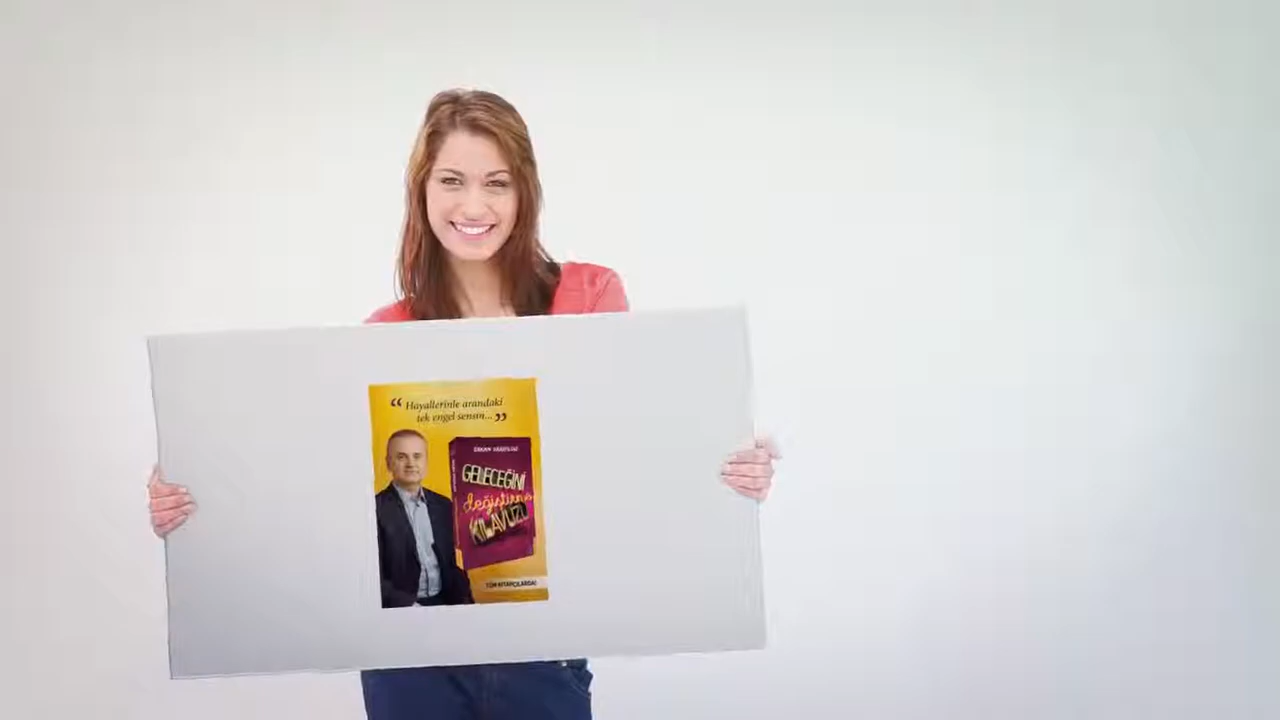 “Hayallerinle arandaki
tek engel sensin...”
GELECEĞİNİ
değiştirme
KILAVUZU
TÜM KİTAPÇILARDA!